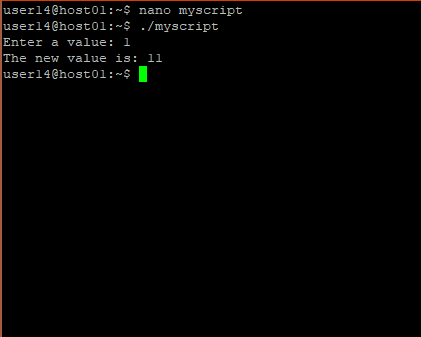 user14@host01:~$ nano myscript
user14@host01:~$ ./myscript
Enter a value: 1
The new value is: 11
user14@host01:~$